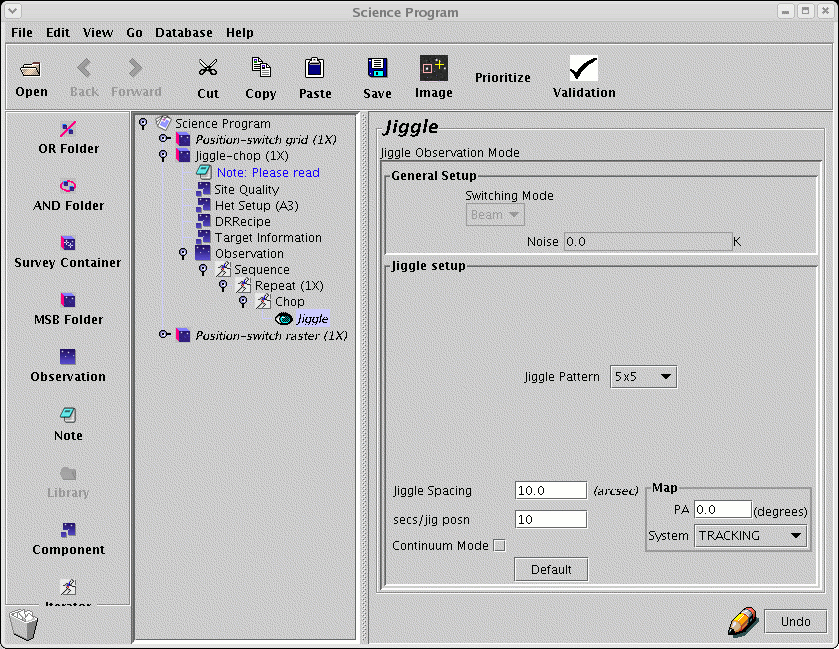 Science Program
File Edit View Go Database Help
Open Back Forward Cut Copy Paste Save Image Prioritize Validation
OR Folder
AND Folder
Survey Container
MSB Folder
Observation
Note
Library
Component
Iterator
Science Program
Position-switch grid (1X)
Jiggle-chop (1X)
Note: Please read
Site Quality
Het Setup (A3)
DRRecipe
Target Information
Observation
Sequence
Repeat (1X)
Chop
Jiggle
Position-switch raster (1X)
Jiggle
Jiggle Observation Mode
General Setup
Switching Mode
Beam
Noise 0.0 K
Jiggle setup
Jiggle Pattern 5x5
Jiggle Spacing 10.0 (arcsec)
secs/jig posn 10
Continuum Mode
Default
Map
PA 0.0 (degrees)
System TRACKING
Undo